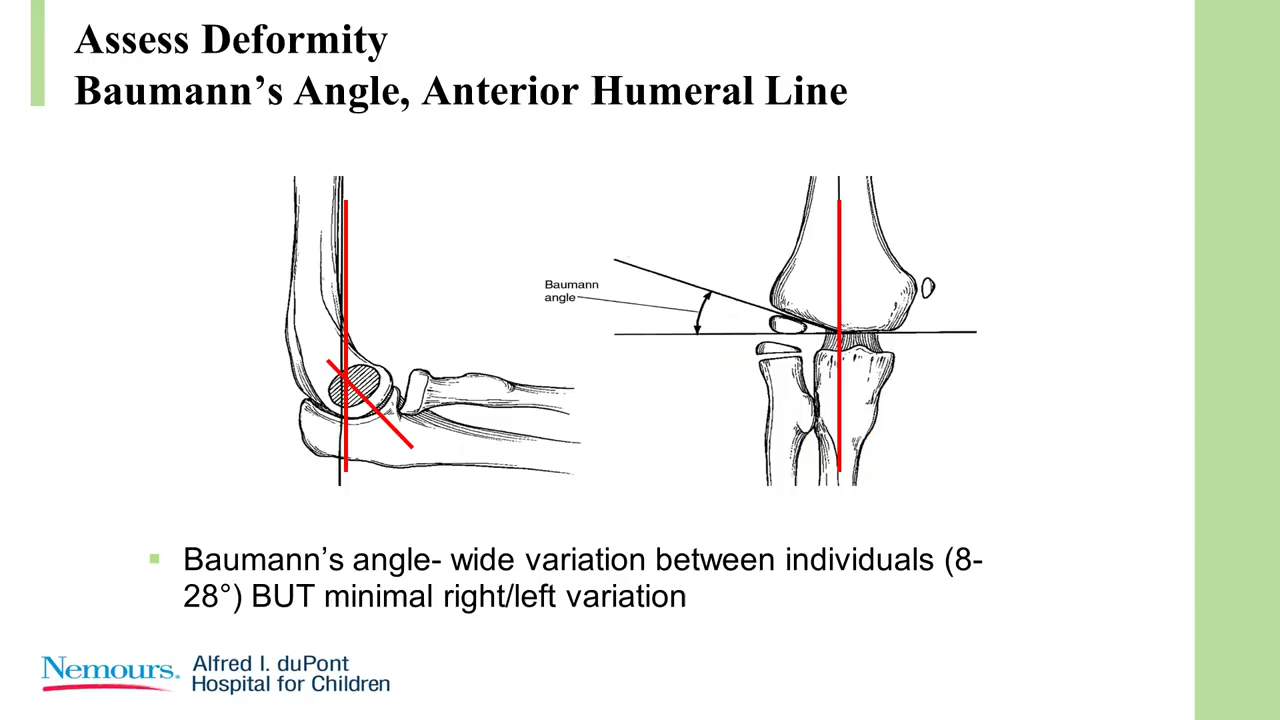 Assess Deformity
Baumann’s Angle, Anterior Humeral Line
Baumann
angle
▪ Baumann’s angle- wide variation between individuals (8-
28°) BUT minimal right/left variation
Nemours. Alfred I. duPont
Hospital for Children